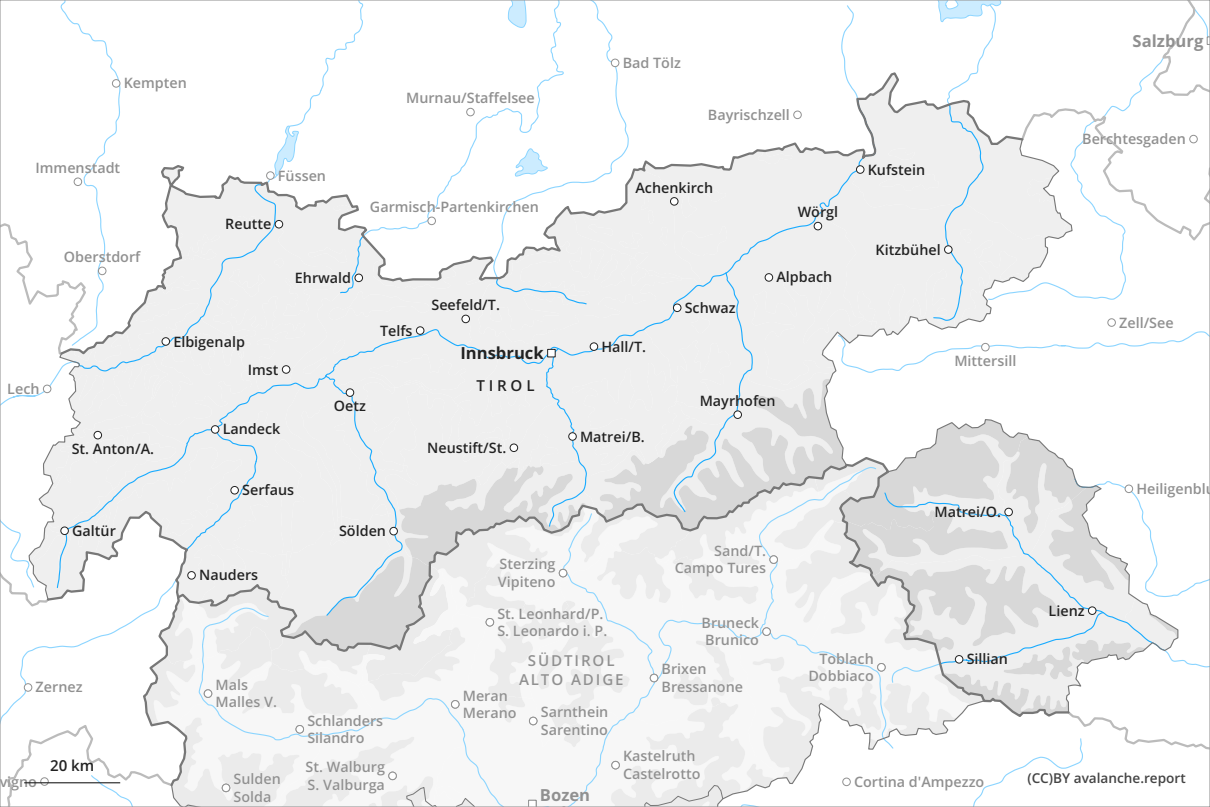 Salzburg
Bad Tölz
Kempten
Murnau/Staffelsee
Bayrischzell
Berchtesgaden
Immenstadt
Füssen
Kufstein
Achenkirch
Garmisch-Partenkirchen
Wörgl
Reutte
Kitzbühel
Oberstdorf
Ehrwald
Alpbach
Seefeld/T.
Schwaz
Zell/See
Telfs
Elbigenalp
Hall/T.
Innsbruck
Mittersill
Imst
TIROL
Lech
Oetz
Mayrhofen
Landeck
Matrei/B.
St. Anton/A.
Neustift/St.
Serfaus
Heiligenblu
Matrei/O.
Galtür
Sölden
Sand/T.
Campo Tures
Sterzing
Vipiteno
Nauders
Lienz
St. Leonhard/P.
S. Leonardo i. P.
Bruneck
Brunico
Sillian
SÜDTIROL
ALTO ADIGE
Toblach
Dobbiaco
Brixen
Bressanone
Zernez
Mals
Malles V.
Meran
Merano
Sarnthein
Sarentino
Schlanders
Silandro
Kastelruth
Castelrotto
20 km
St. Walburg
S. Valburga
(CC)BY avalanche.report
vigno
Sulden
Solda
Cortina d'Ampezzo
Bozen